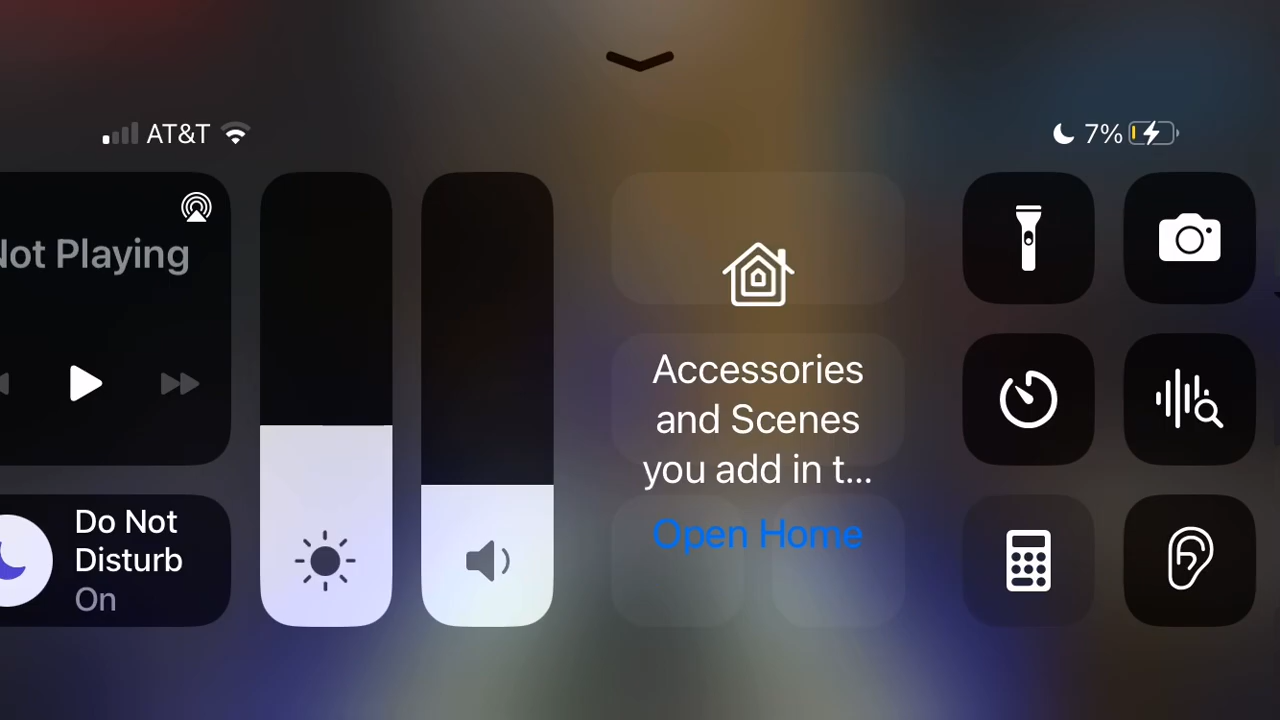 AT&T
7%
Not Playing
Do Not
Disturb
On
Accessories
and Scenes
you add in t...
Open Home